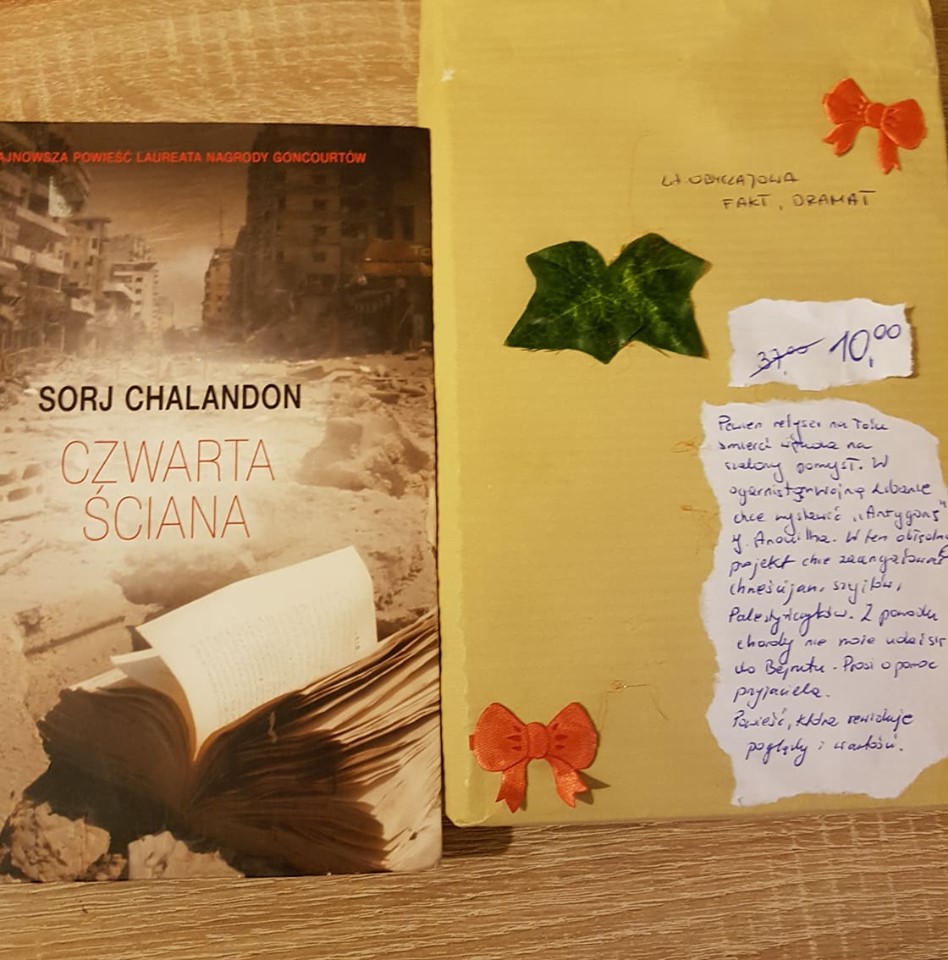 AJNOWSZA POWIEŚĆ LAUREATA NAGRODY GONCOURTÓW
SORJ CHALANDON
CZWARTA
ŚCIANA
LIT. OBYCZAJOWA
FAKT, DRAMAT
37,00 10,00
Pewien reżyser na łożu
śmierci wpada na
szalony pomysł. W
ogarniętym wojną Libanie
chce wystawić „Antygonę"
J. Anouilha. W ten obłędny
projekt chce zaangażować
chrześcijan, szyitów,
Palestyńczyków. Z powodu
choroby nie może udać się
do Bejrutu. Prosi o pomoc
przyjaciela.
Powieść, która rewiduje
poglądy i wartości.